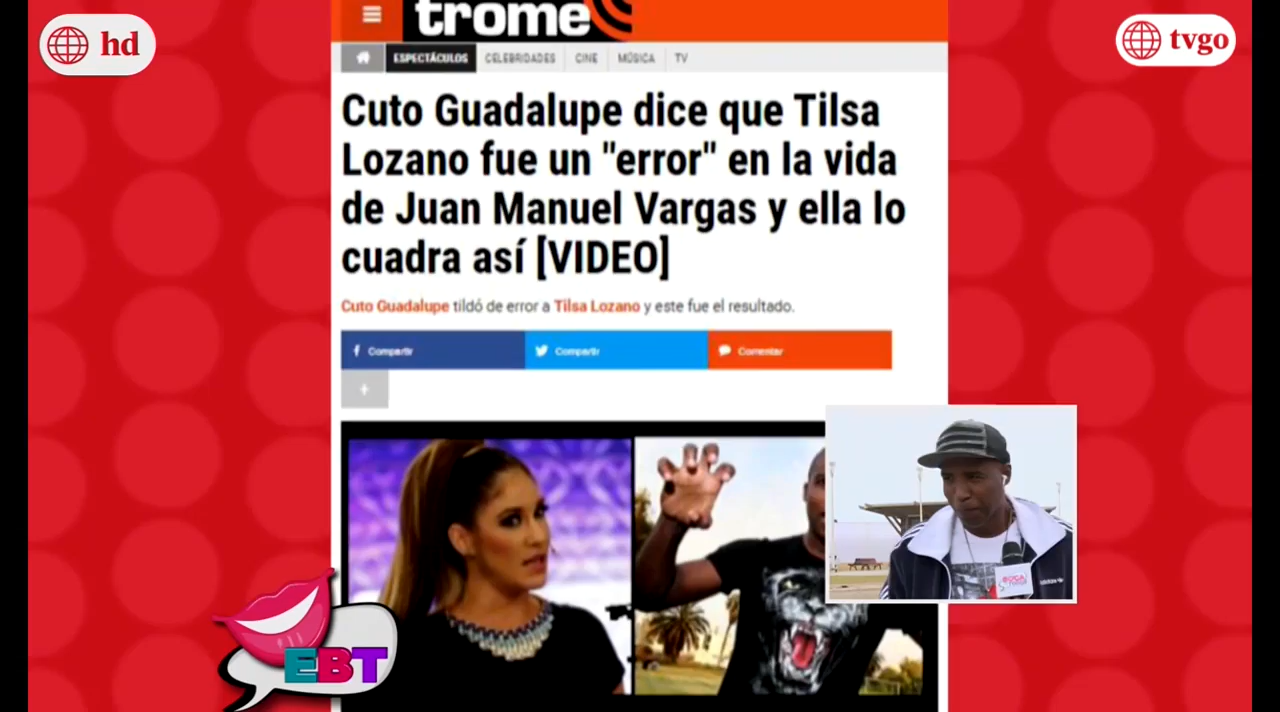 hd
tvgo
trome
ESPECTÁCULOS CELEBRIDADES CINE MÚSICA TV
Cuto Guadalupe dice que Tilsa
Lozano fue un "error" en la vida
de Juan Manuel Vargas y ella lo
cuadra así [VIDEO]
Cuto Guadalupe tildó de error a Tilsa Lozano y este fue el resultado.
Compartir Compartir Comentar
+
EBT